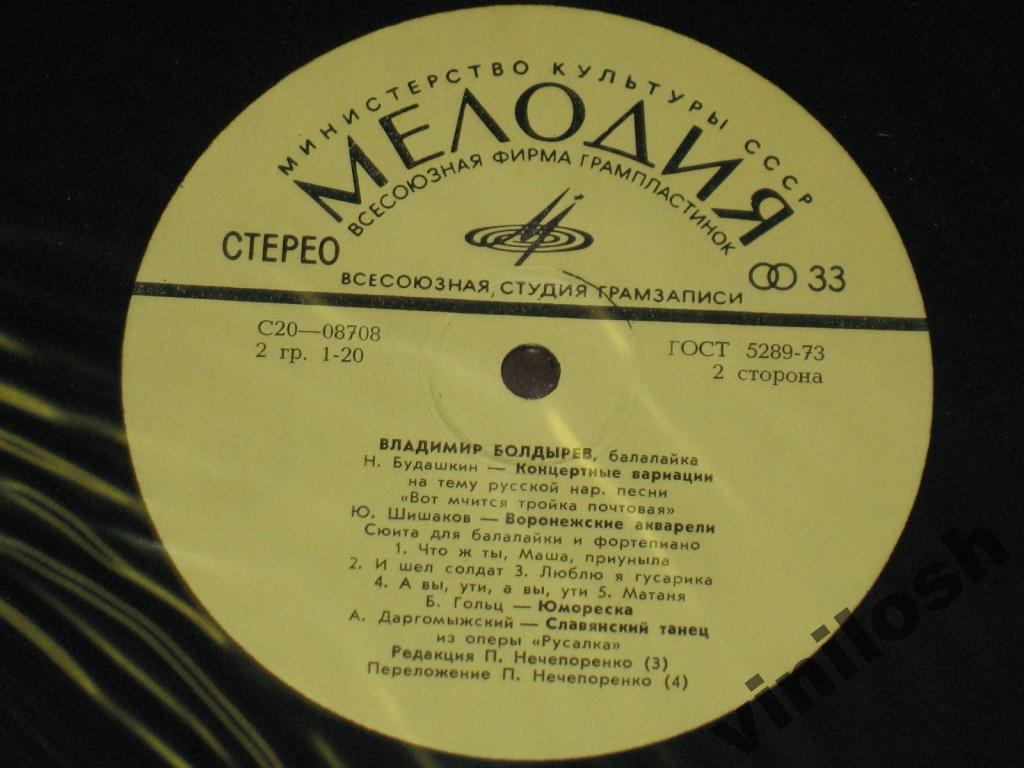 МИНИСТЕРСТВО КУЛЬТУРЫ СССР
МЕЛОДИЯ
ВСЕСОЮЗНАЯ ФИРМА ГРАМПЛАСТИНОК
СТЕРЕО
33
ВСЕСОЮЗНАЯ СТУДИЯ ГРАМЗАПИСИ
С20—08708
ГОСТ 5289-73
2 гр. 1-20
2 сторона
ВЛАДИМИР БОЛДЫРЕВ, балалайка
Н. Будашкин — Концертные вариации
на тему русской нар. песни
«Вот мчится тройка почтовая»
Ю. Шишаков — Воронежские акварели
Сюита для балалайки и фортепиано
1. Что ж ты, Маша, приуныла
2. И шел солдат 3. Люблю я гусарика
4. А вы, ути, а вы, ути 5. Матаня
Б. Гольц — Юмореска
А. Даргомыжский — Славянский танец
из оперы «Русалка»
Редакция П. Нечепоренко (3)
Переложение П. Нечепоренко (4)
vinilosh